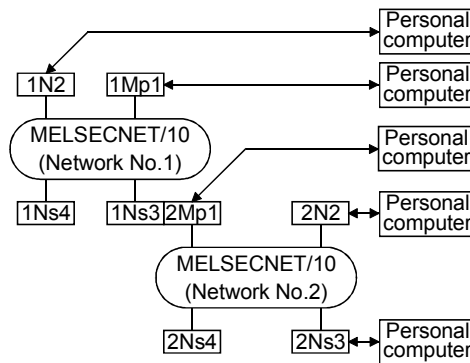 Personal
computer
1N2
1Mp1
Personal
computer
MELSECNET/10
(Network No.1)
Personal
computer
1Ns4
1Ns3
2Mp1
2N2
Personal
computer
MELSECNET/10
(Network No.2)
2Ns4
2Ns3
Personal
computer